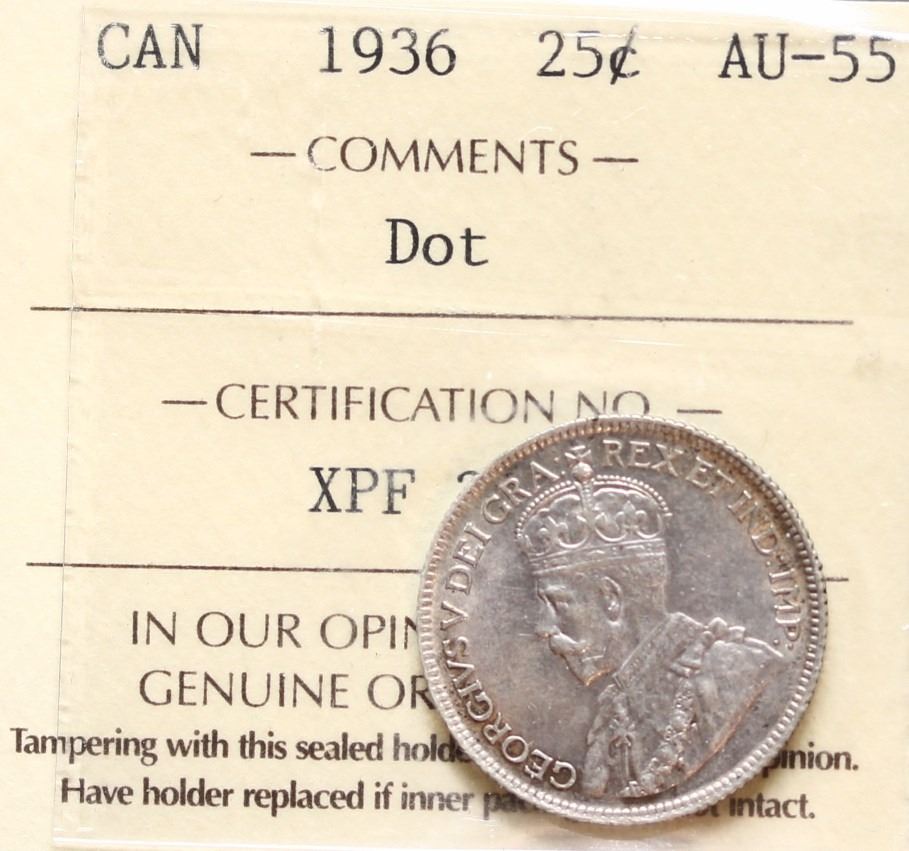 CAN 1936 25¢ AU-55
— COMMENTS —
Dot
— CERTIFICATION NO. —
XPF
IN OUR OPIN
GENUINE OR
Tampering with this sealed holde pinion.
Have holder replaced if inner pa t intact.
GEORGIVS V DEI GRA: REX ET IND: IMP: